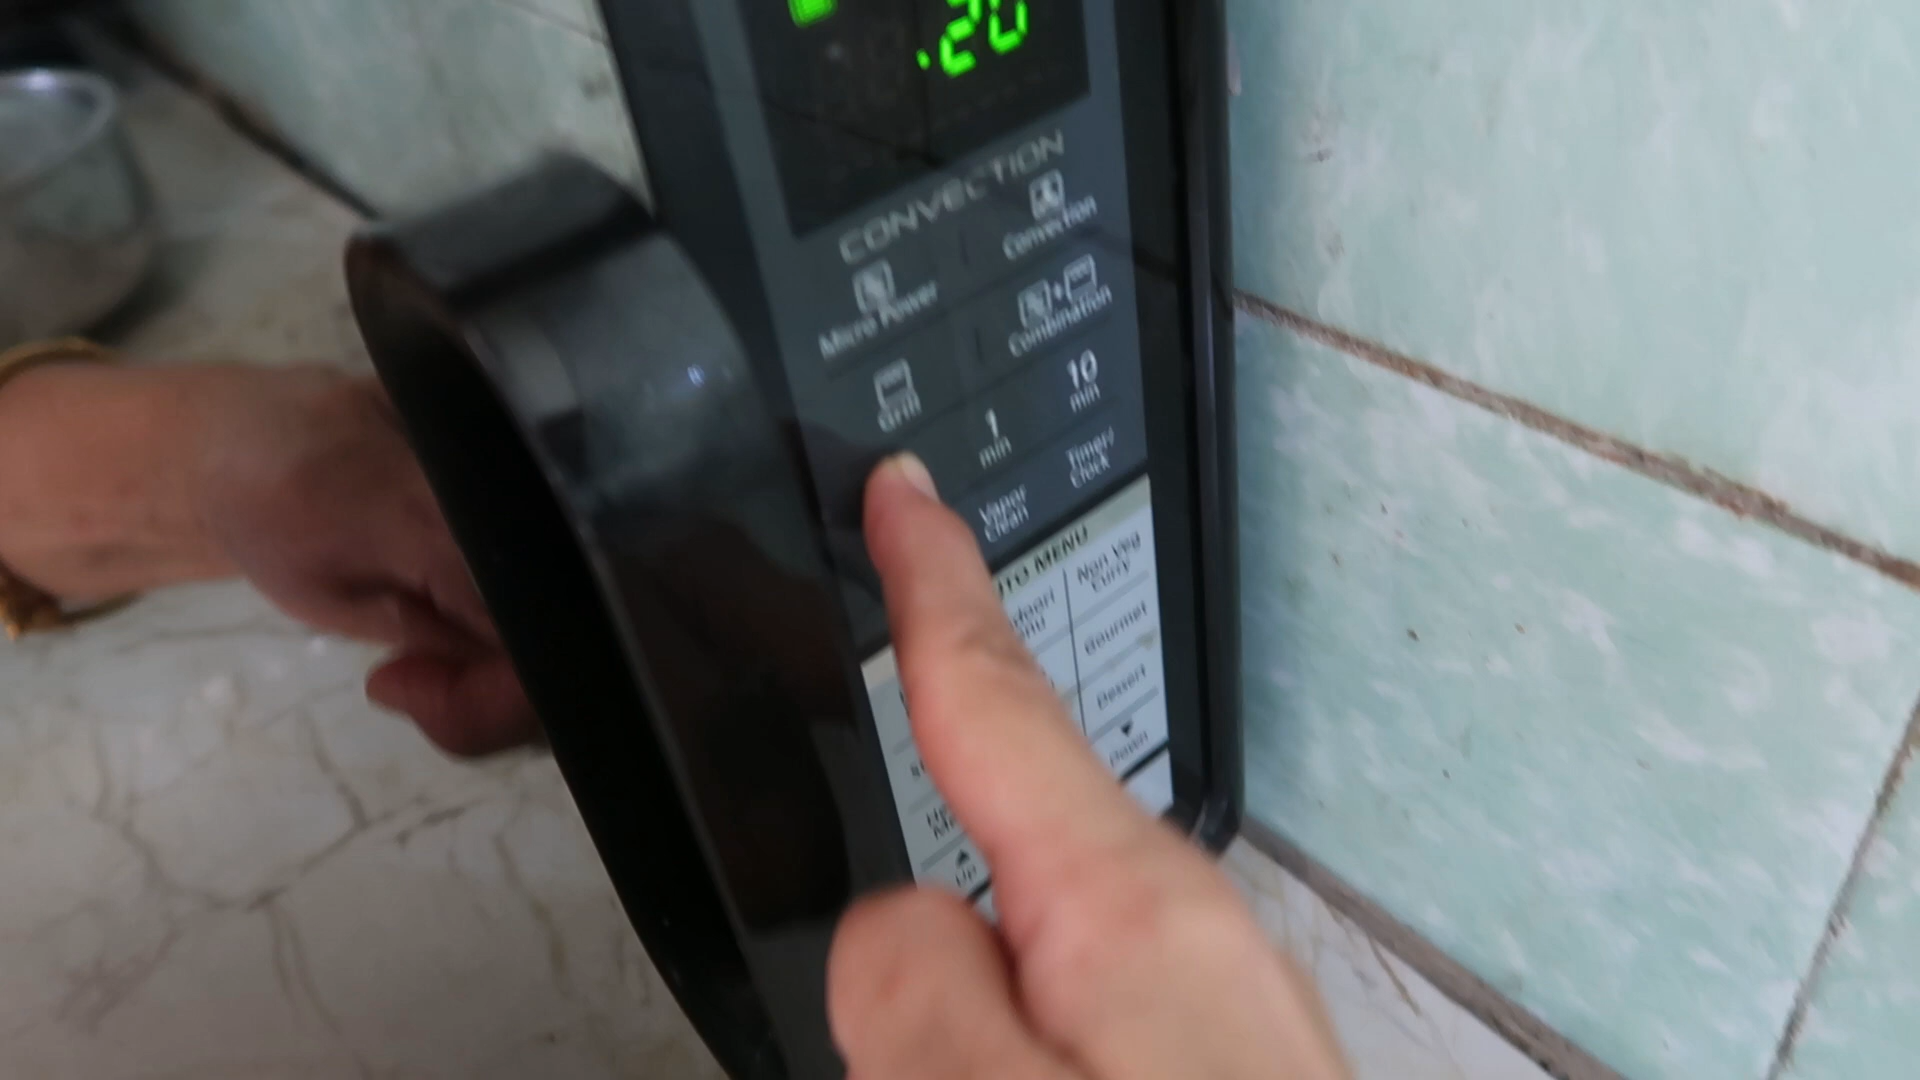 :20
CONVECTION
Micro Power
Convection
Grill
Combination
1 min
10 min
Vapor Clean
Timer/ Clock
Non Veg Curry
Gourmet
Dessert
▲ Up
▼ Down